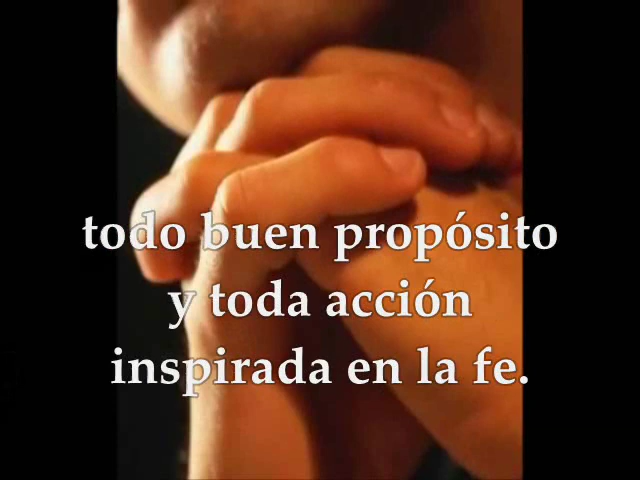 todo buen propósito
y toda acción
inspirada en la fe.